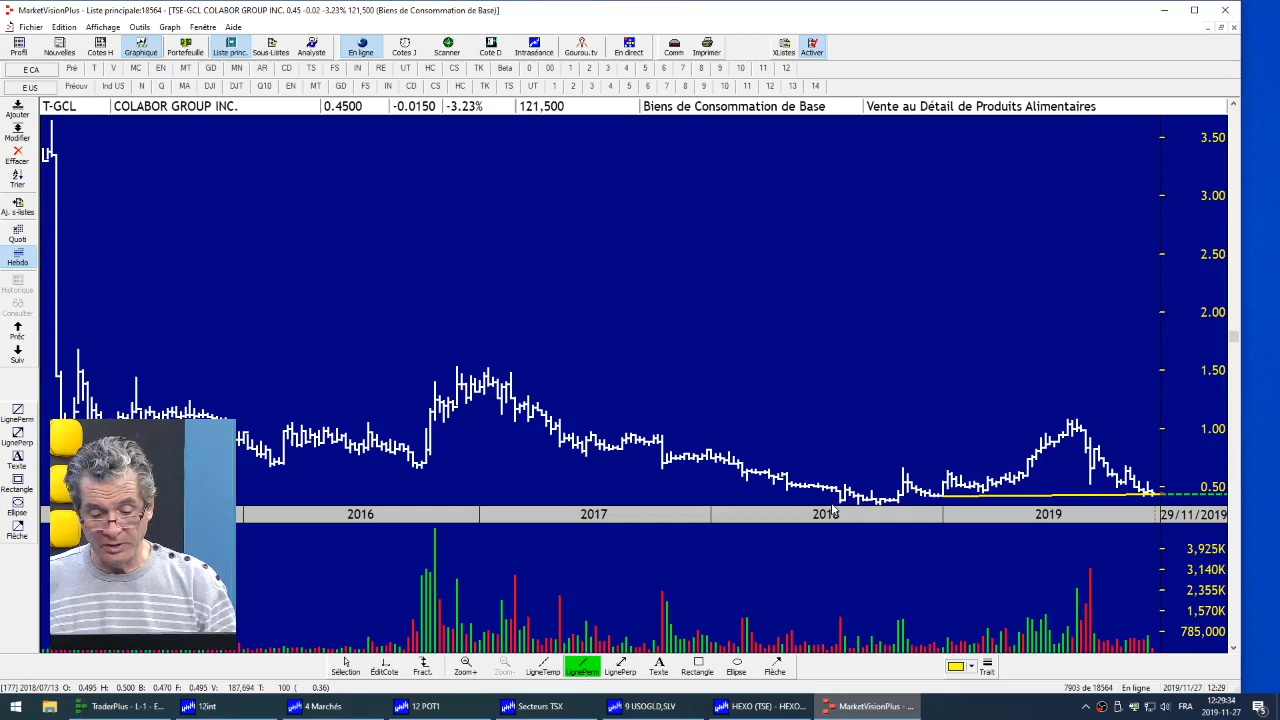 MarketVisionPlus - Liste principale:18564 - [TSE-GCL COLABOR GROUP INC. 0.45 -0.02 -3.23% 121,500 (Biens de Consommation de Base)]
Fichier Edition Affichage Outils Graph Fenêtre Aide
Profil Nouvelles Cotes H Graphique Portefeuille Liste princ. Sous-Listes Analyste En ligne Cotes J Scanner Cote D Intraséance Gourou.tv En direct Comm Imprimer XListes Activer
E CA Pré T V MC EN MT GD MN AR CD TS FS IN RE UT HC CS TK Beta 0 00 1 2 3 4 5 6 7 8 9 10 11 12
E US Préouv Ind US N Q MA DJI DJT Q10 EN MT GD FS IN CD CS HC TK TS UT 1 2 3 4 5 6 7 8 9 10 11 12 13 14
T-GCL COLABOR GROUP INC. 0.4500 -0.0150 -3.23% 121,500 Biens de Consommation de Base Vente au Détail de Produits Alimentaires
Ajouter
Modifier
Effacer
Trier
Aj. s-listes
Quoti
Hebdo
Historique
Consulter
Préc
Suiv
LignePerm
LignePerp
Texte
Rectangle
Ellipse
Flèche
3.50
3.00
2.50
2.00
1.50
1.00
0.50
2016 2017 2018 2019 29/11/2019
3,925K
3,140K
2,355K
1,570K
785,000
Sélection EditCote Fract. Zoom+ Zoom- LigneTemp LignePerm LignePerp Texte Rectangle Ellipse Flèche Trait
[177] 2018/07/13 O: 0.495 H: 0.500 B: 0.470 F: 0.495 V: 187,694 T: 100 ( 0.36) 7903 de 18564 En ligne 2019/11/27 12:29
TraderPlus - L-1 - E... 12int 4 Marchés 12 POT1 Secteurs TSX 9 USOGLD,SLV HEXO (TSE) - HEXO... MarketVisionPlus - ... FR 12:29:34
2019-11-27 5
12:29:34